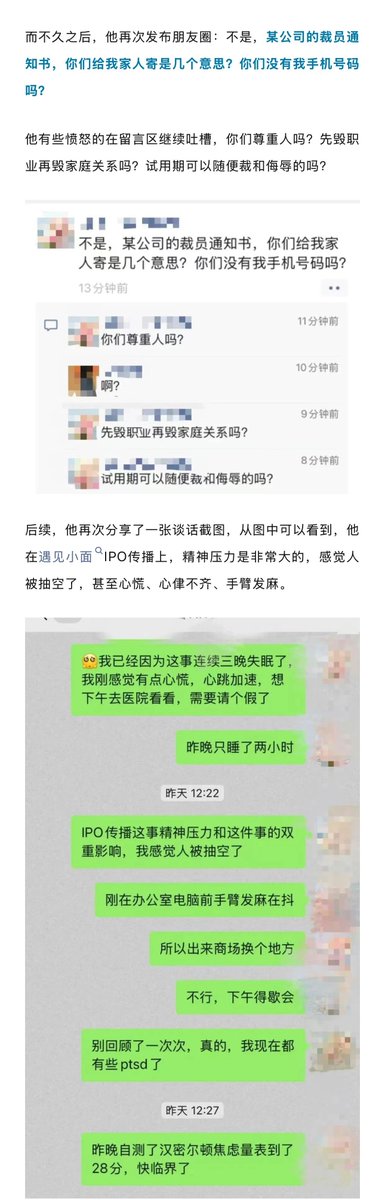 而不久之后，他再次发布朋友圈：不是，某公司的裁员通
知书，你们给我家人寄是几个意思？你们没有我手机号码
吗？
他有些愤怒的在留言区继续吐槽，你们尊重人吗？先毁职
业再毁家庭关系吗？试用期可以随便裁和侮辱的吗？
不是，某公司的裁员通知书，你们给我家
人寄是几个意思？你们没有我手机号码吗？
13分钟前
11分钟前
你们尊重人吗？
10分钟前
啊？
9分钟前
先毁职业再毁家庭关系吗？
8分钟前
试用期可以随便裁和侮辱的吗？
后续，他再次分享了一张谈话截图，从图中可以看到，他
在遇见小面IPO传播上，精神压力是非常大的，感觉人
被抽空了，甚至心慌、心律不齐、手臂发麻。
🥺我已经因为这事连续三晚失眠了，
我刚感觉有点心慌，心跳加速，想
下午去医院看看，需要请个假了
昨晚只睡了两小时
昨天 12:22
IPO传播这事精神压力和这件事的双
重影响，我感觉人被抽空了
刚在办公室电脑前手臂发麻在抖
所以出来商场换个地方
不行，下午得歇会
别回顾了一次次，真的，我现在都
有些ptsd了
昨天 12:27
昨晚自测了汉密尔顿焦虑量表到了
28分，快临界了